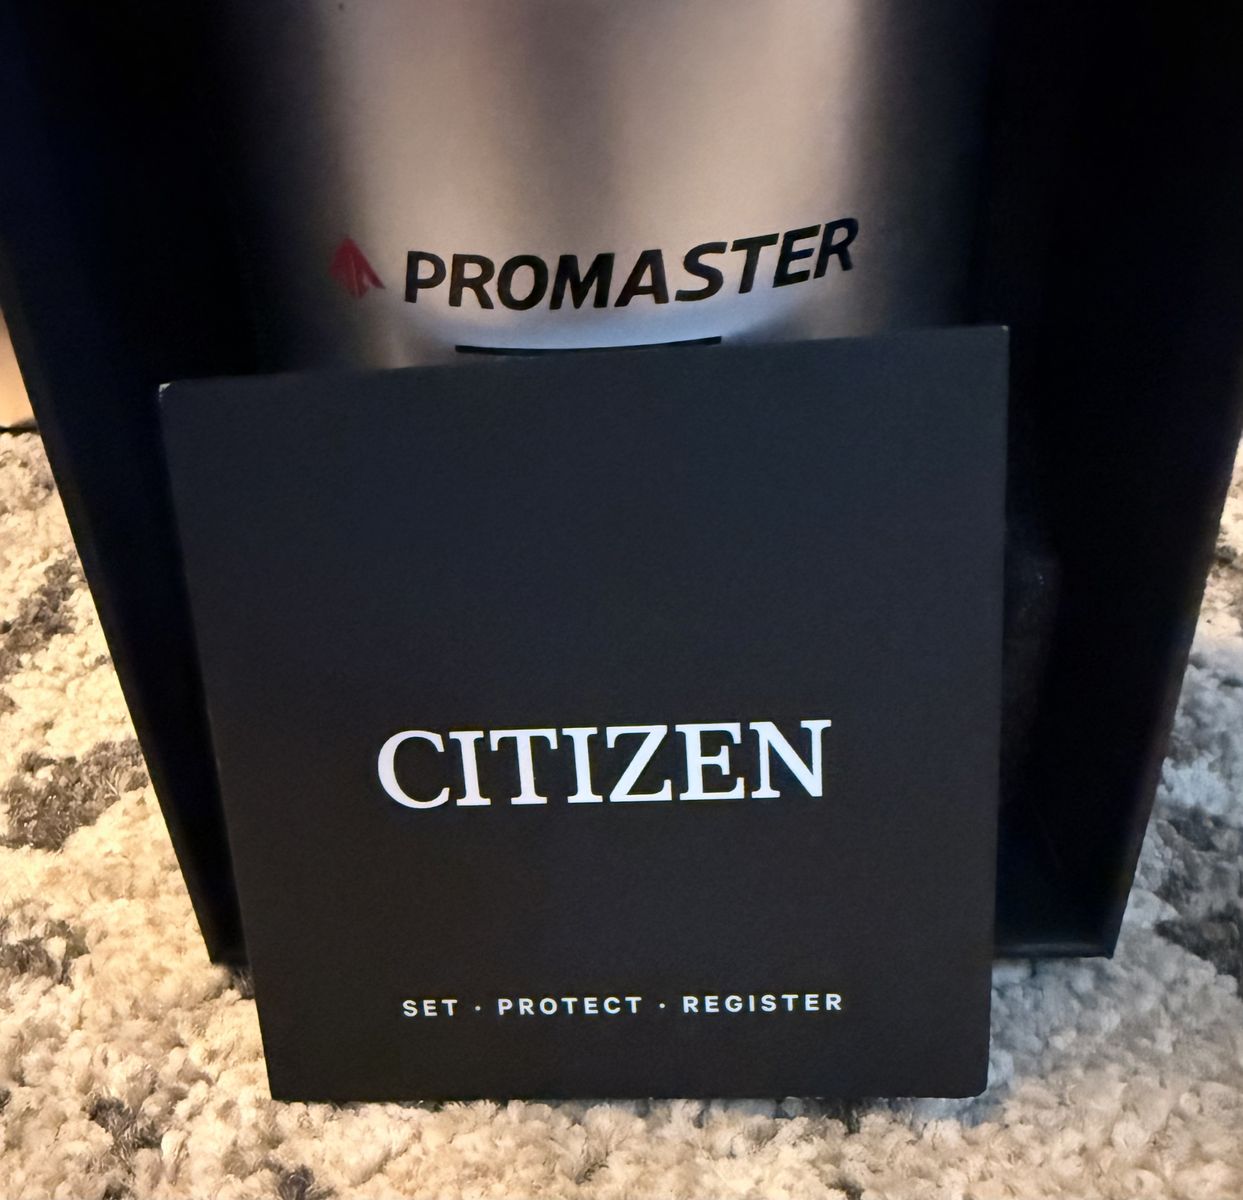 PROMASTER
CITIZEN
SET · PROTECT · REGISTER